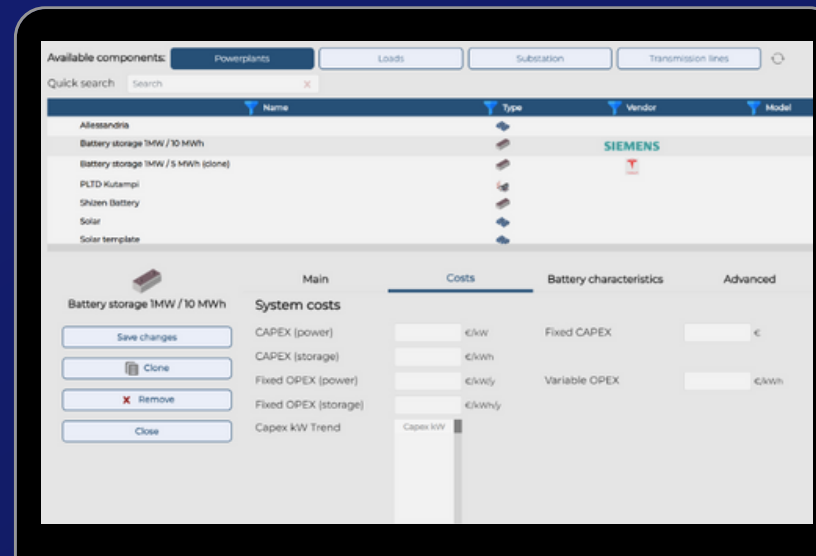 Available components: Powerplants Loads Substation Transmission lines
Quick search Search X
Name Type Vendor Model
Allessandria
Battery storage 1MW / 10 MWh SIEMENS
Battery storage 1MW / 5 MWh (clone)
PLTD Kutampi
Shizen Battery
Solar
Solar template
Main Costs Battery characteristics Advanced
Battery storage 1MW / 10 MWh System costs
Save changes CAPEX (power) €/kW Fixed CAPEX €
CAPEX (storage) €/kWh
Clone
Fixed OPEX (power) €/kW/y Variable OPEX €/kWh
X Remove
Fixed OPEX (storage) €/kWh/y
Close Capex kW Trend Capex kW